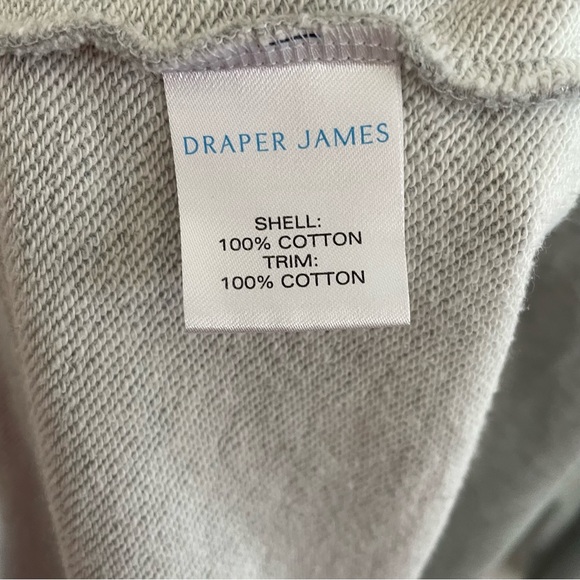 DRAPER JAMES
SHELL:
100% COTTON
TRIM:
100% COTTON